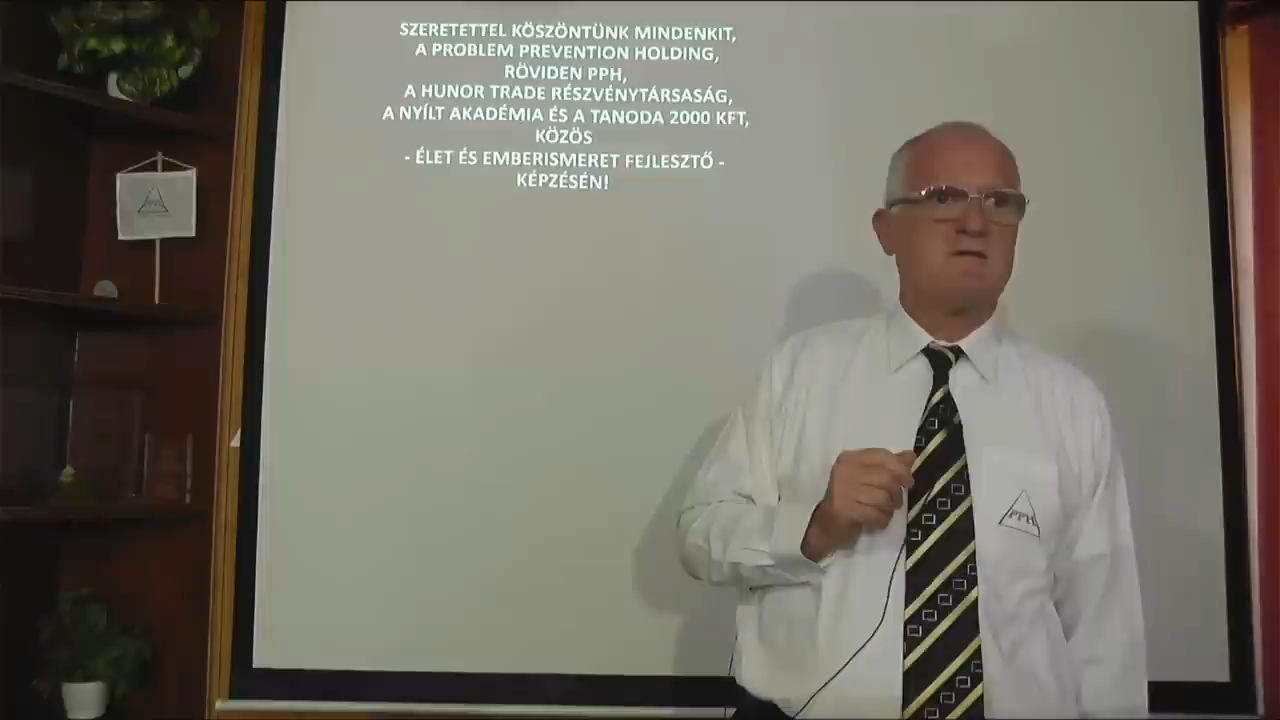 SZERETETTEL KÖSZÖNTÜNK MINDENKIT,
A PROBLEM PREVENTION HOLDING,
RÖVIDEN PPH,
A HUNOR TRADE RÉSZVÉNYTÁRSASÁG,
A NYÍLT AKADÉMIA ÉS A TANODA 2000 KFT,
KÖZÖS
- ÉLET ÉS EMBERISMERET FEJLESZTŐ -
KÉPZÉSÉN!
PPH
PPH